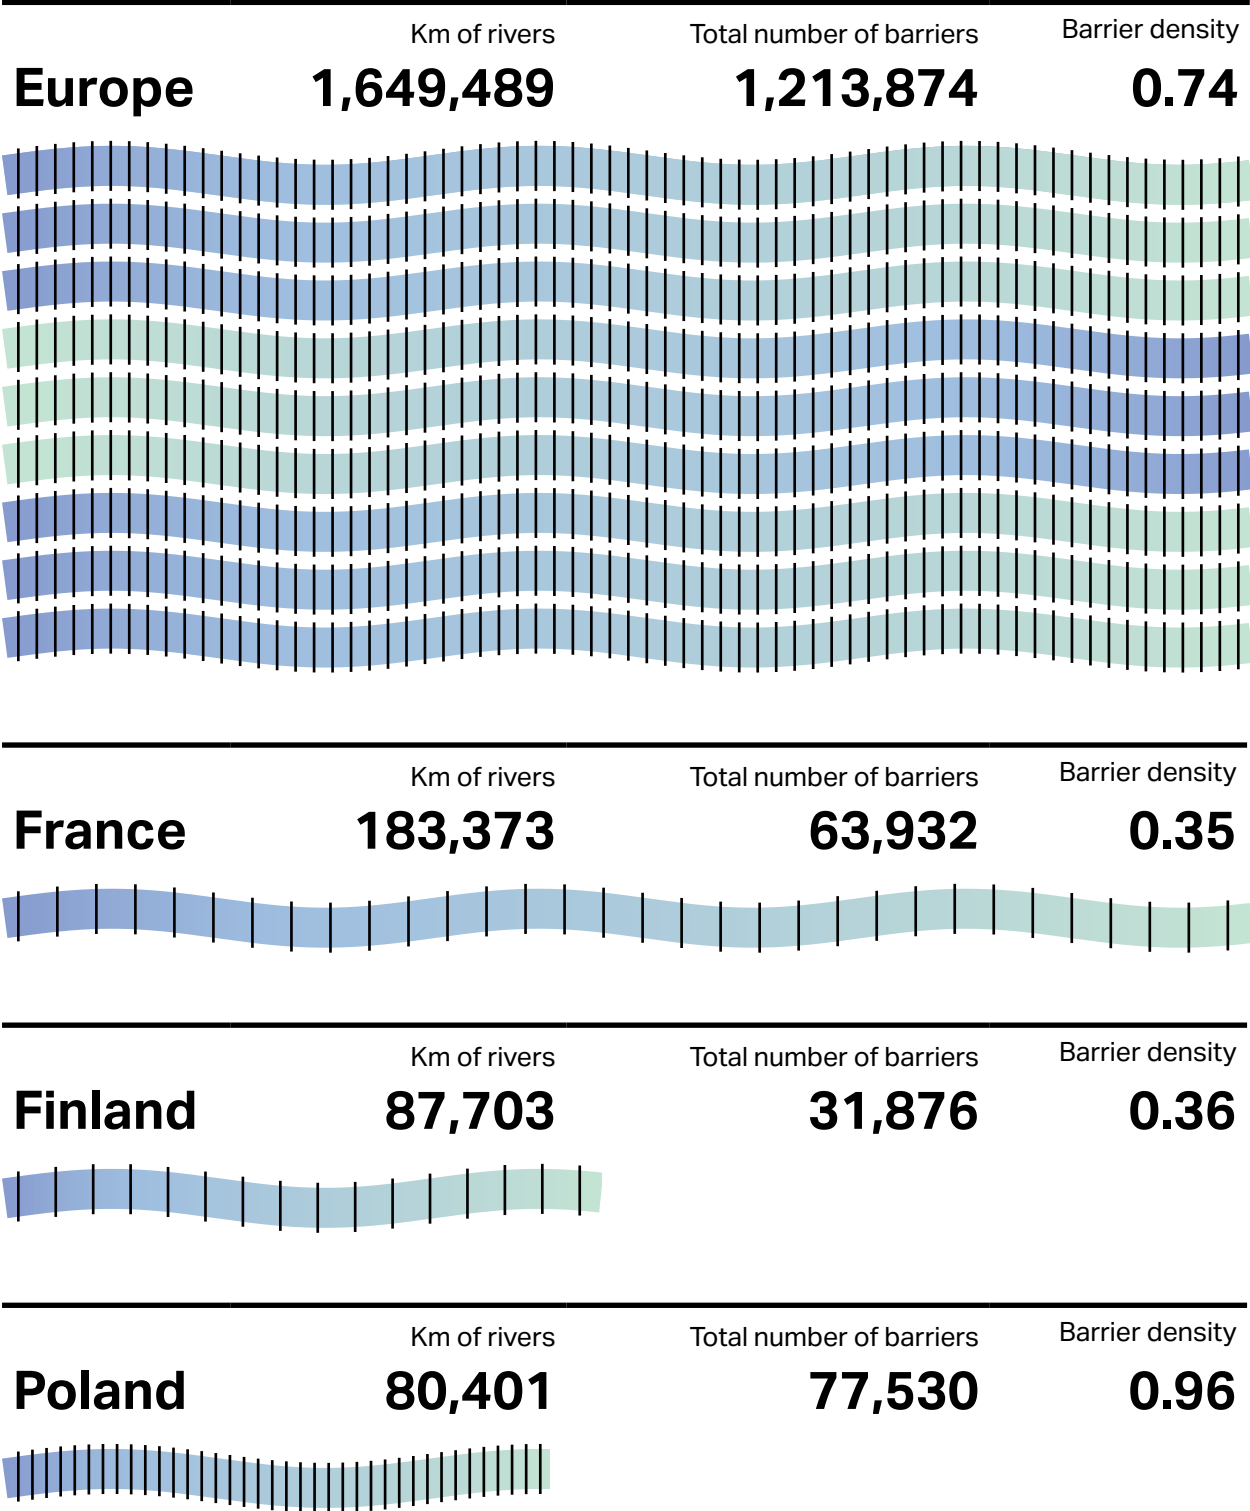 Km of rivers Total number of barriers Barrier density
Europe 1,649,489 1,213,874 0.74
Km of rivers Total number of barriers Barrier density
France 183,373 63,932 0.35
Km of rivers Total number of barriers Barrier density
Finland 87,703 31,876 0.36
Km of rivers Total number of barriers Barrier density
Poland 80,401 77,530 0.96